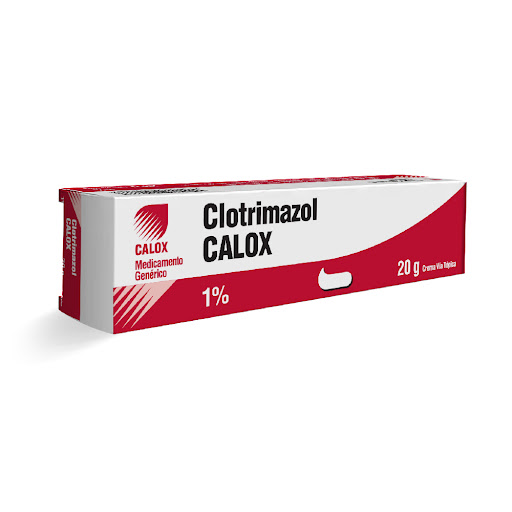 Clotrimazol
CALOX
CALOX
Medicamento
Genérico
Clotrimazol
CALOX
1%
20 g Crema Vía Tópica